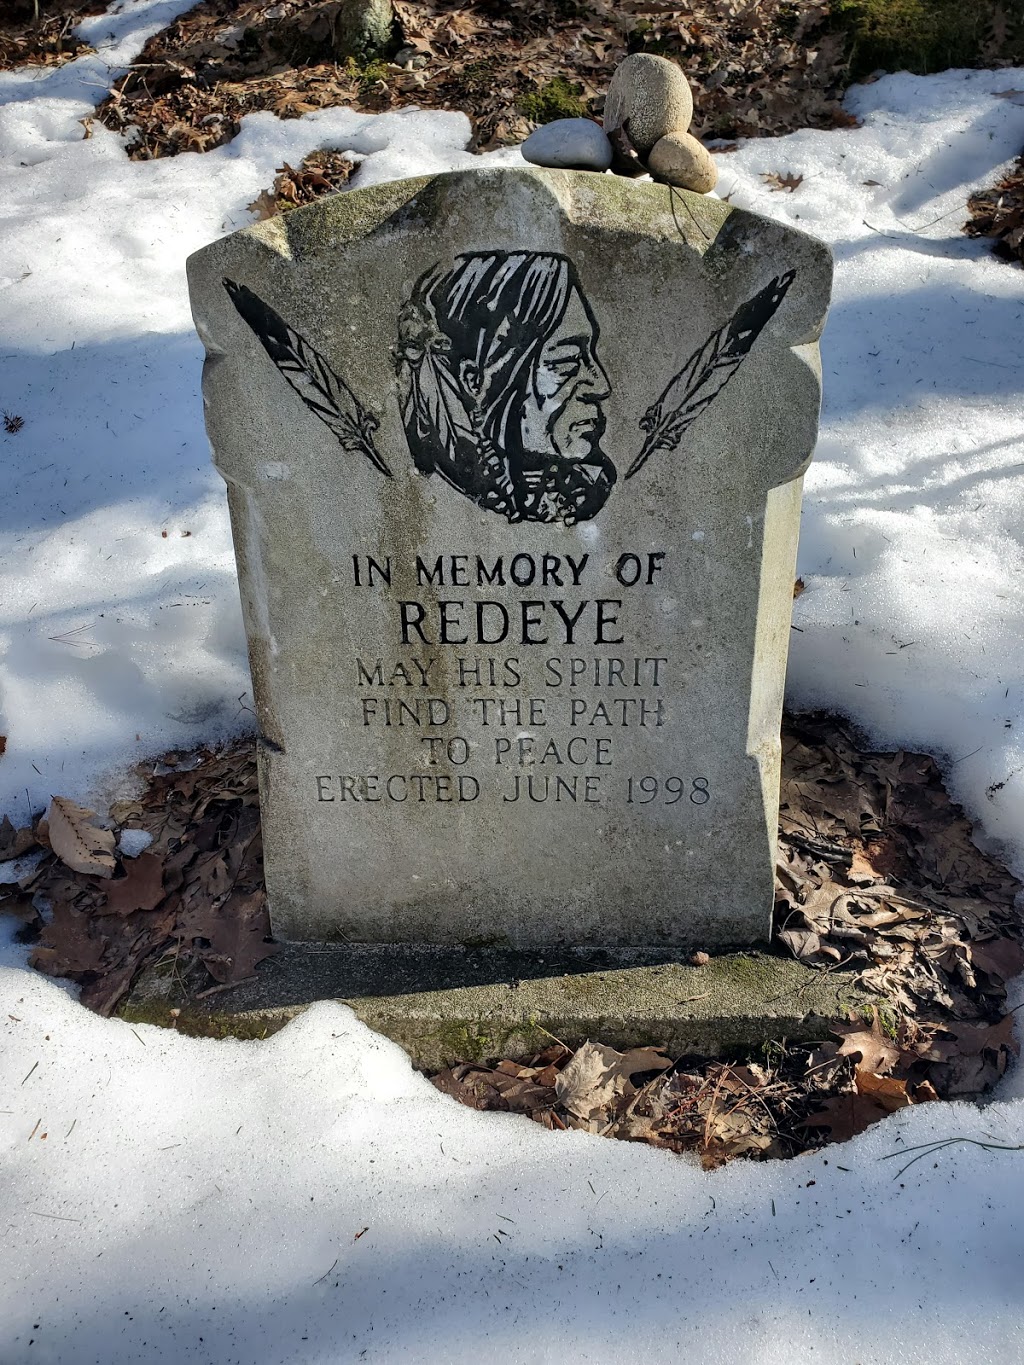 IN MEMORY OF
REDEYE
MAY HIS SPIRIT
FIND THE PATH
TO PEACE
ERECTED JUNE 1998